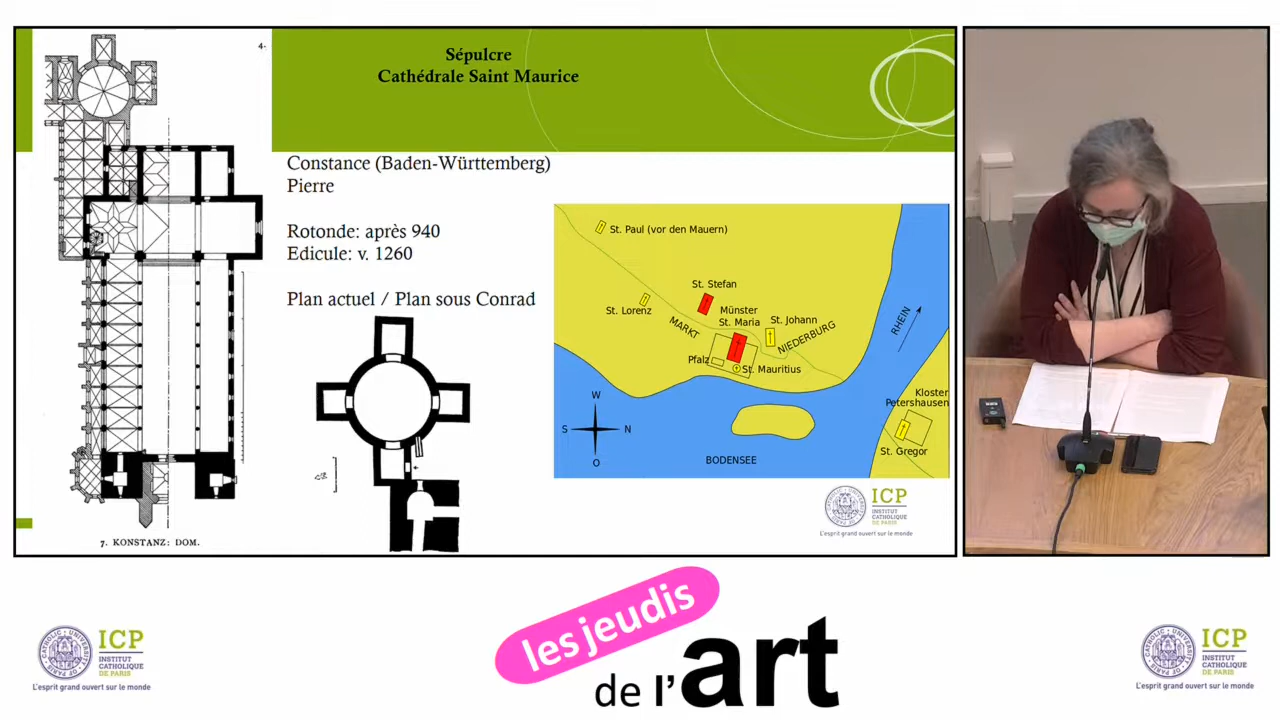 4.
Sépulcre
Cathédrale Saint Maurice
Constance (Baden-Württemberg)
Pierre
Rotonde: après 940
Edicule: v. 1260
Plan actuel / Plan sous Conrad
7. KONSTANZ: DOM.
St. Paul (vor den Mauern)
St. Stefan
St. Lorenz
MARKT
Münster
St. Maria
St. Johann
NIEDERBURG
Pfalz
St. Mauritius
RHEIN
Kloster
Petershausen
St. Gregor
W
S
N
O
BODENSEE
ICP
INSTITUT
CATHOLIQUE
DE PARIS
L'esprit grand ouvert sur le monde
les jeudis
de l'art
ICP
INSTITUT
CATHOLIQUE
DE PARIS
L'esprit grand ouvert sur le monde
ICP
INSTITUT
CATHOLIQUE
DE PARIS
L'esprit grand ouvert sur le monde